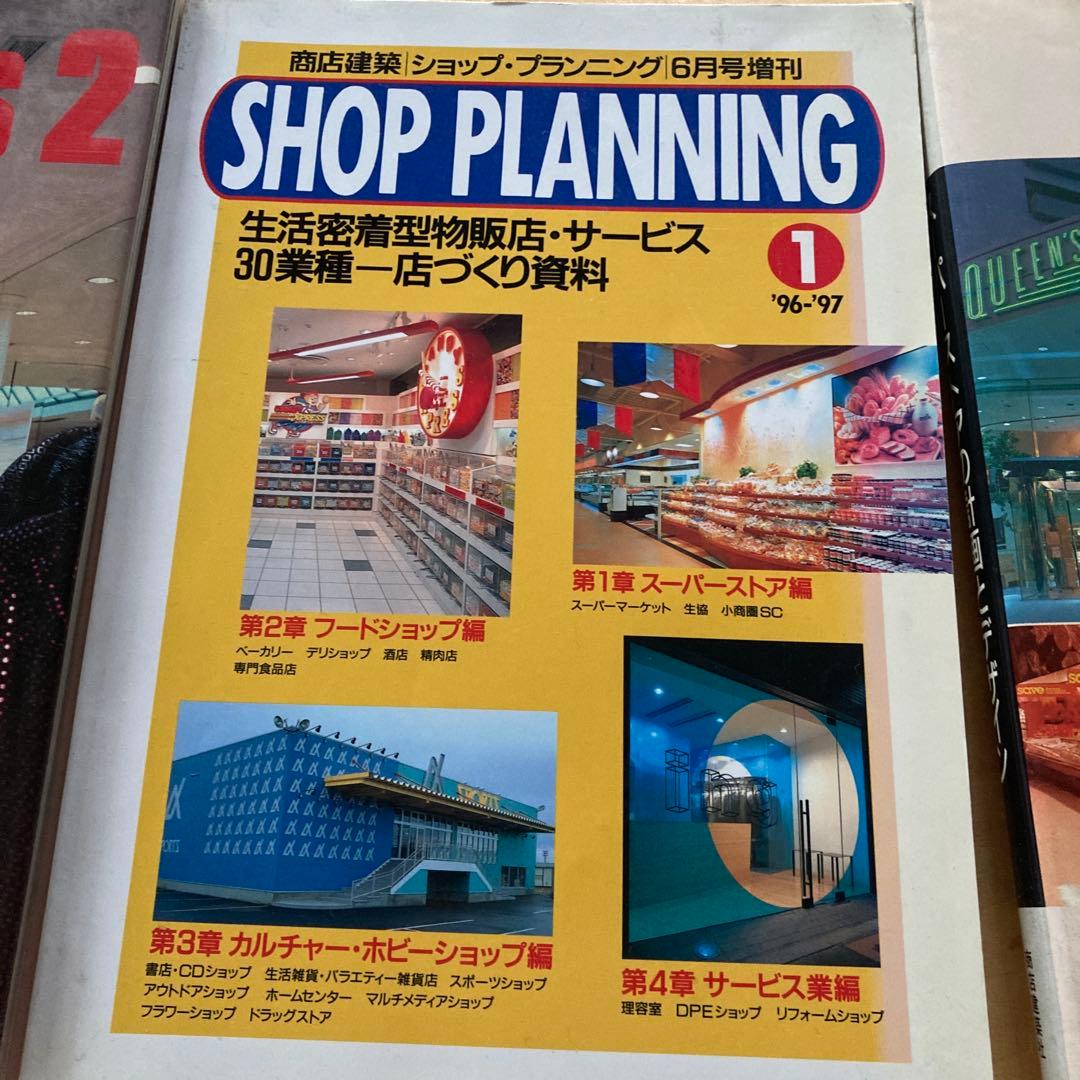 s2
商店建築|ショップ・プランニング|6月号増刊
SHOP PLANNING
生活密着型物販店・サービス
30業種―店づくり資料
1
'96-'97
第1章 スーパーストア編
スーパーマーケット 生協 小商圏SC
第2章 フードショップ編
ベーカリー デリショップ 酒店 精肉店
専門食品店
第3章 カルチャー・ホビーショップ編
書店・CDショップ 生活雑貨・バラエティー雑貨店 スポーツショップ
アウトドアショップ ホームセンター マルチメディアショップ
フラワーショップ ドラッグストア
第4章 サービス業編
理容室 DPEショップ リフォームショップ
QUEEN'S
save